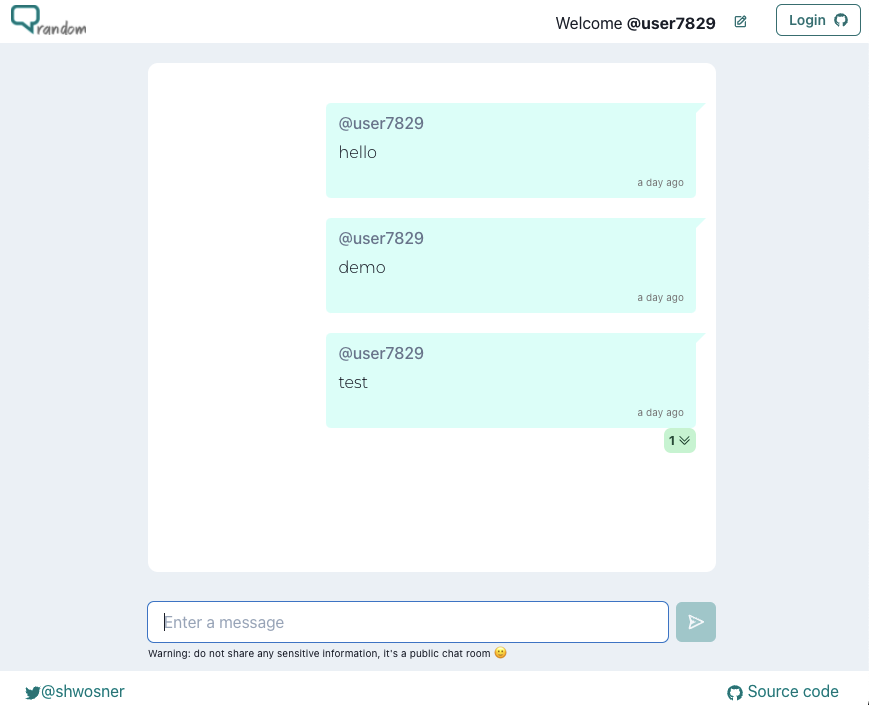 random
Welcome @user7829
Login
@user7829
hello
a day ago
@user7829
demo
a day ago
@user7829
test
a day ago
1
Enter a message
Warning: do not share any sensitive information, it's a public chat room 😀
@shwosner
Source code